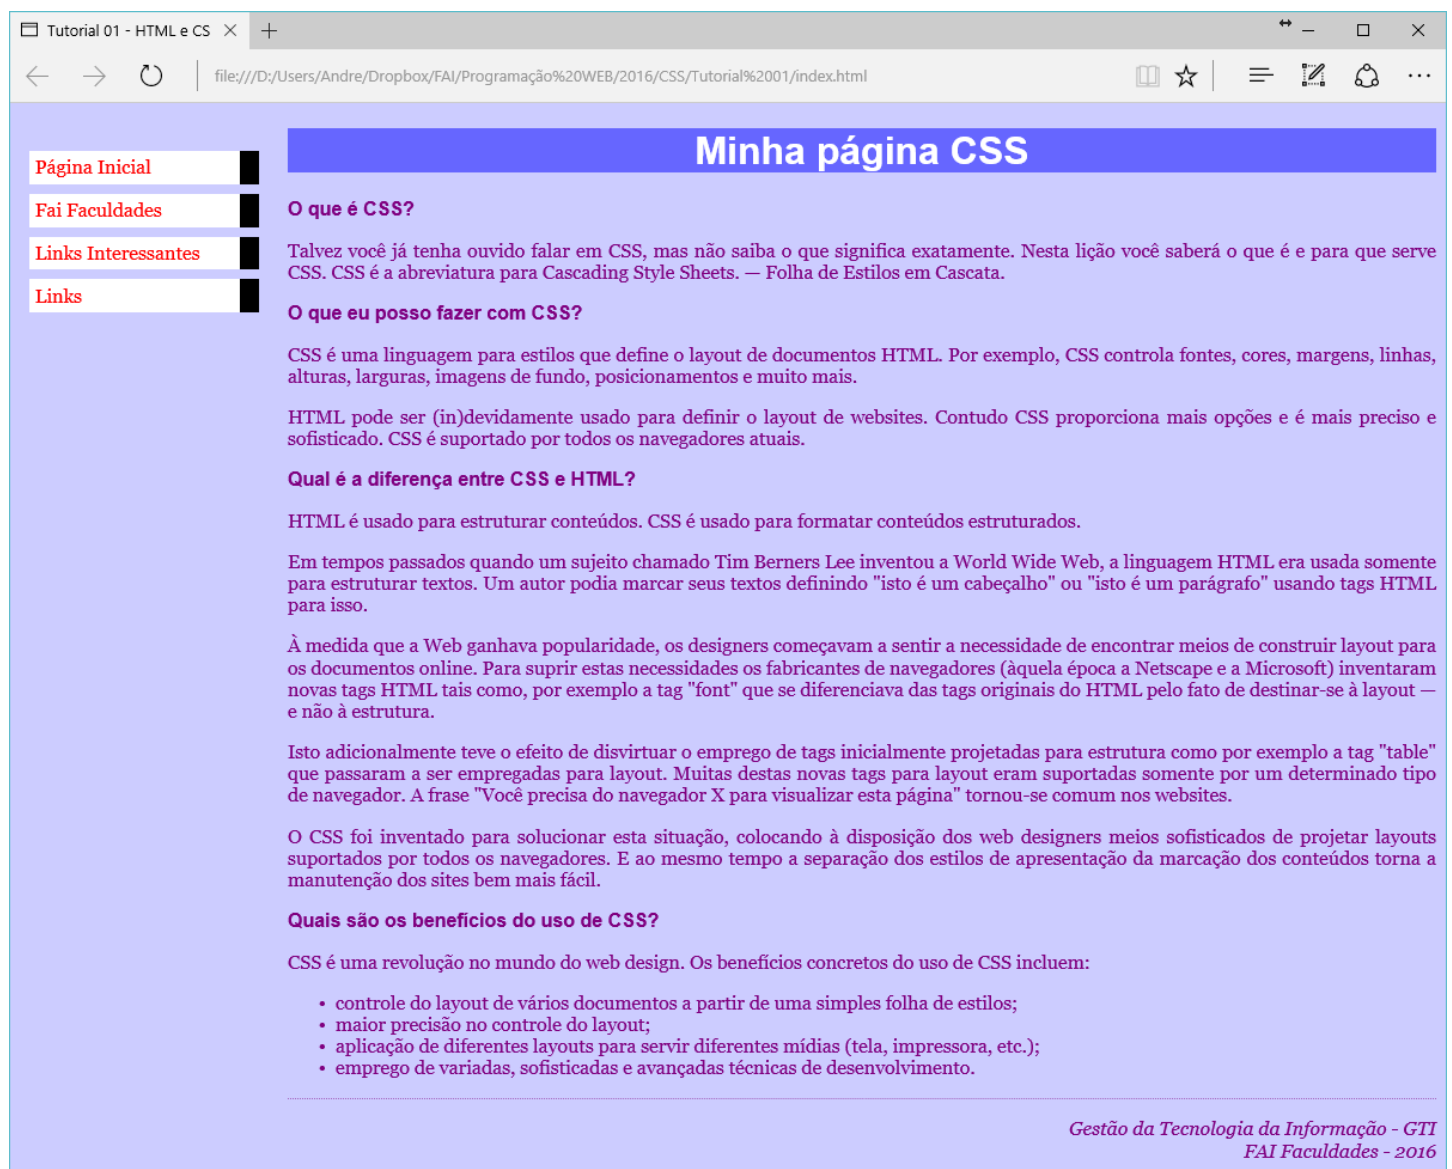 Tutorial 01 - HTML e CS
file:///D:/Users/Andre/Dropbox/FAI/Programação%20WEB/2016/CSS/Tutorial%2001/index.html
Página Inicial
Fai Faculdades
Links Interessantes
Links
Minha página CSS
O que é CSS?
Talvez você já tenha ouvido falar em CSS, mas não saiba o que significa exatamente. Nesta lição você saberá o que é e para que serve
CSS. CSS é a abreviatura para Cascading Style Sheets. — Folha de Estilos em Cascata.
O que eu posso fazer com CSS?
CSS é uma linguagem para estilos que define o layout de documentos HTML. Por exemplo, CSS controla fontes, cores, margens, linhas,
alturas, larguras, imagens de fundo, posicionamentos e muito mais.
HTML pode ser (in)devidamente usado para definir o layout de websites. Contudo CSS proporciona mais opções e é mais preciso e
sofisticado. CSS é suportado por todos os navegadores atuais.
Qual é a diferença entre CSS e HTML?
HTML é usado para estruturar conteúdos. CSS é usado para formatar conteúdos estruturados.
Em tempos passados quando um sujeito chamado Tim Berners Lee inventou a World Wide Web, a linguagem HTML era usada somente
para estruturar textos. Um autor podia marcar seus textos definindo "isto é um cabeçalho" ou "isto é um parágrafo" usando tags HTML
para isso.
À medida que a Web ganhava popularidade, os designers começavam a sentir a necessidade de encontrar meios de construir layout para
os documentos online. Para suprir estas necessidades os fabricantes de navegadores (àquela época a Netscape e a Microsoft) inventaram
novas tags HTML tais como, por exemplo a tag "font" que se diferenciava das tags originais do HTML pelo fato de destinar-se à layout —
e não à estrutura.
Isto adicionalmente teve o efeito de disvirtuar o emprego de tags inicialmente projetadas para estrutura como por exemplo a tag "table"
que passaram a ser empregadas para layout. Muitas destas novas tags para layout eram suportadas somente por um determinado tipo
de navegador. A frase "Você precisa do navegador X para visualizar esta página" tornou-se comum nos websites.
O CSS foi inventado para solucionar esta situação, colocando à disposição dos web designers meios sofisticados de projetar layouts
suportados por todos os navegadores. E ao mesmo tempo a separação dos estilos de apresentação da marcação dos conteúdos torna a
manutenção dos sites bem mais fácil.
Quais são os benefícios do uso de CSS?
CSS é uma revolução no mundo do web design. Os benefícios concretos do uso de CSS incluem:
• controle do layout de vários documentos a partir de uma simples folha de estilos;
• maior precisão no controle do layout;
• aplicação de diferentes layouts para servir diferentes mídias (tela, impressora, etc.);
• emprego de variadas, sofisticadas e avançadas técnicas de desenvolvimento.
Gestão da Tecnologia da Informação - GTI
FAI Faculdades - 2016